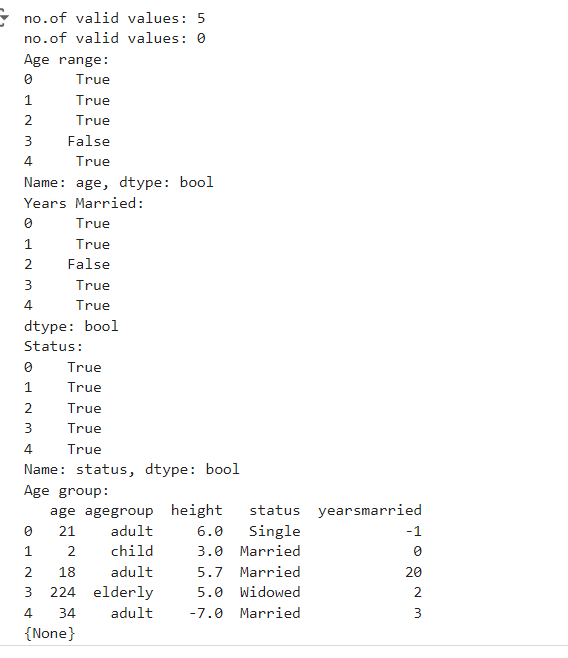 no.of valid values: 5
no.of valid values: 0
Age range:
0     True
1     True
2     True
3    False
4     True
Name: age, dtype: bool
Years Married:
0     True
1     True
2    False
3     True
4     True
dtype: bool
Status:
0    True
1    True
2    True
3    True
4    True
Name: status, dtype: bool
Age group:
   age agegroup  height   status  yearsmarried
0   21    adult     6.0   Single            -1
1    2    child     3.0  Married             0
2   18    adult     5.7  Married            20
3  224  elderly     5.0  Widowed             2
4   34    adult    -7.0  Married             3
{None}